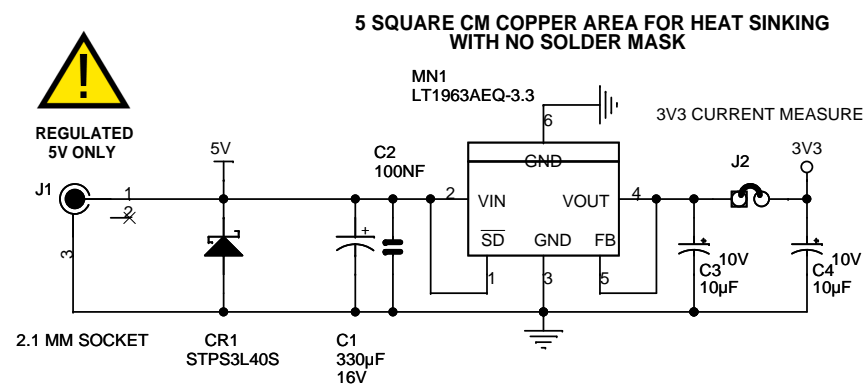 5 SQUARE CM COPPER AREA FOR HEAT SINKING
WITH NO SOLDER MASK
!
REGULATED
5V ONLY
MN1
LT1963AEQ-3.3
6
GND
3V3 CURRENT MEASURE
5V
C2
100NF
J2
3V3
J1
1
2
3
2
VIN
VOUT
4
SD
GND
FB
1
3
5
+
+
10V
C3
10µF
+
10V
C4
10µF
2.1 MM SOCKET
CR1
STPS3L40S
C1
330µF
16V